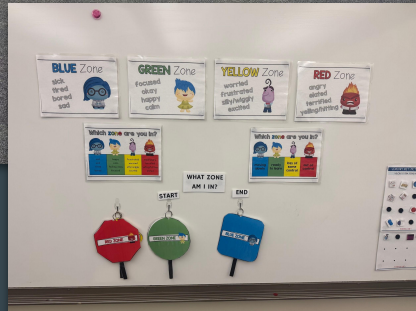 BLUE Zone
sick
tired
bored
sad
GREEN Zone
focused
okay
happy
calm
YELLOW Zone
worried
frustrated
silly/wiggly
excited
RED Zone
angry
elated
terrified
yelling/hitting
Which zone are you in?
Which zone are you in?
WHAT ZONE
AM I IN?
START
END
RED ZONE
GREEN ZONE
BLUE ZONE